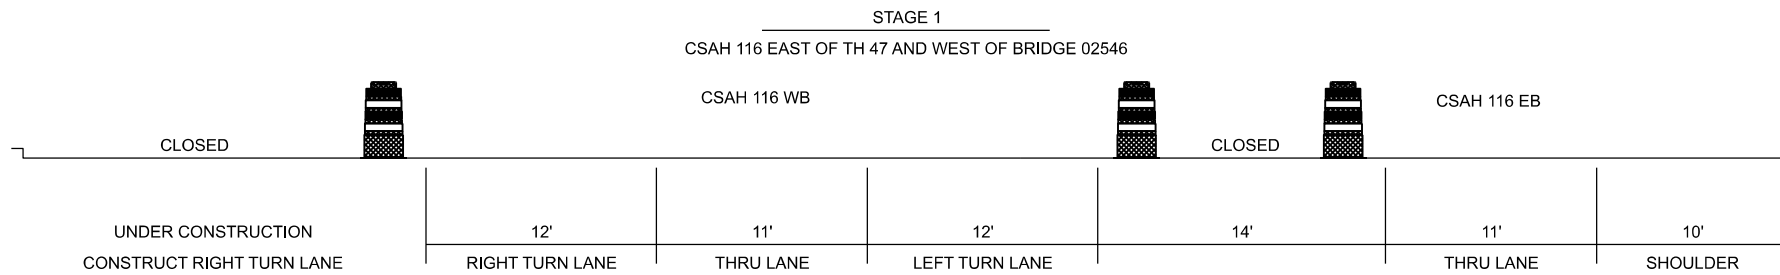 STAGE 1
CSAH 116 EAST OF TH 47 AND WEST OF BRIDGE 02546
CSAH 116 WB
CSAH 116 EB
CLOSED
CLOSED
UNDER CONSTRUCTION 12' 11' 12' 14' 11' 10'
CONSTRUCT RIGHT TURN LANE RIGHT TURN LANE THRU LANE LEFT TURN LANE THRU LANE SHOULDER